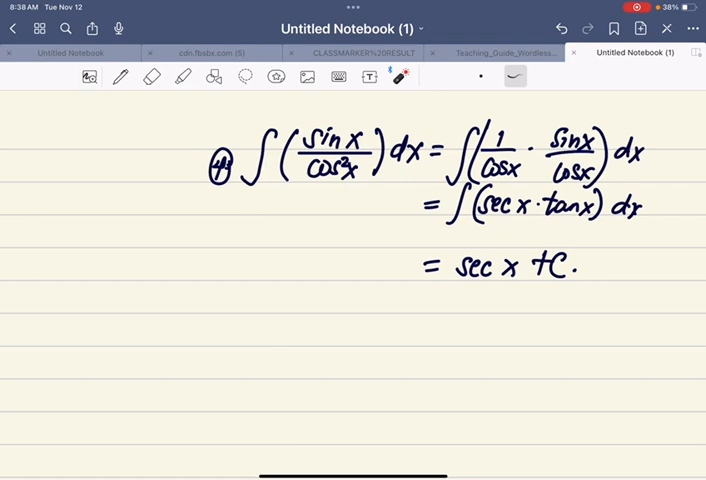 8:38 AM Tue Nov 12
38%
Untitled Notebook (1)
Untitled Notebook
cdn.fbsbx.com (5)
CLASSMARKER%20RESULT
Teaching_Guide_Wordless...
Untitled Notebook (1)
④ ∫ (sin x / cos²x) dx = ∫ (1 / cos x · sin x / cos x) dx
= ∫ (sec x · tan x) dx
= sec x + C.